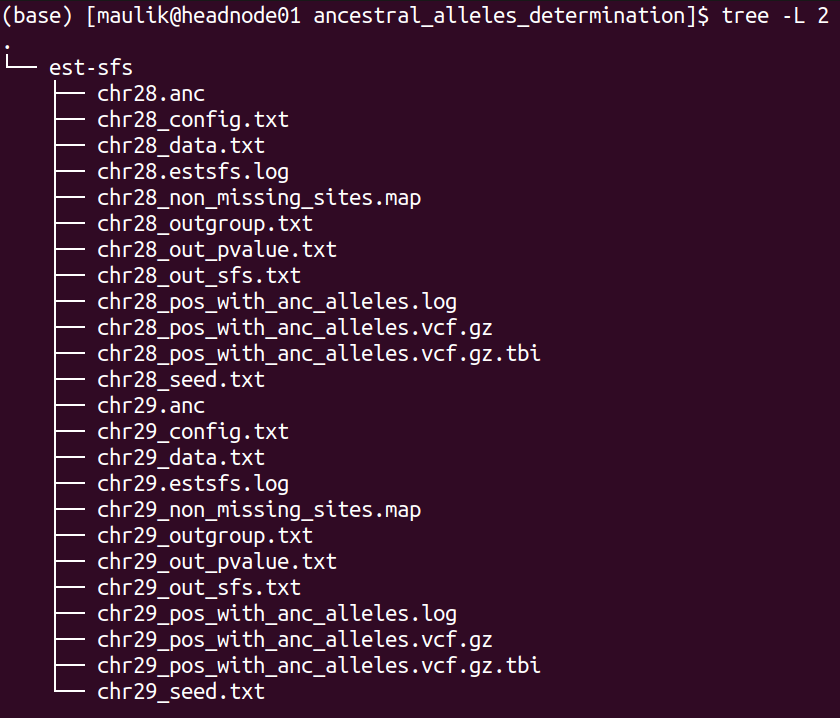 (base) [maulik@headnode01 ancestral_alleles_determination]$ tree -L 2
.
└── est-sfs
    ├── chr28.anc
    ├── chr28_config.txt
    ├── chr28_data.txt
    ├── chr28.estsfs.log
    ├── chr28_non_missing_sites.map
    ├── chr28_outgroup.txt
    ├── chr28_out_pvalue.txt
    ├── chr28_out_sfs.txt
    ├── chr28_pos_with_anc_alleles.log
    ├── chr28_pos_with_anc_alleles.vcf.gz
    ├── chr28_pos_with_anc_alleles.vcf.gz.tbi
    ├── chr28_seed.txt
    ├── chr29.anc
    ├── chr29_config.txt
    ├── chr29_data.txt
    ├── chr29.estsfs.log
    ├── chr29_non_missing_sites.map
    ├── chr29_outgroup.txt
    ├── chr29_out_pvalue.txt
    ├── chr29_out_sfs.txt
    ├── chr29_pos_with_anc_alleles.log
    ├── chr29_pos_with_anc_alleles.vcf.gz
    ├── chr29_pos_with_anc_alleles.vcf.gz.tbi
    └── chr29_seed.txt